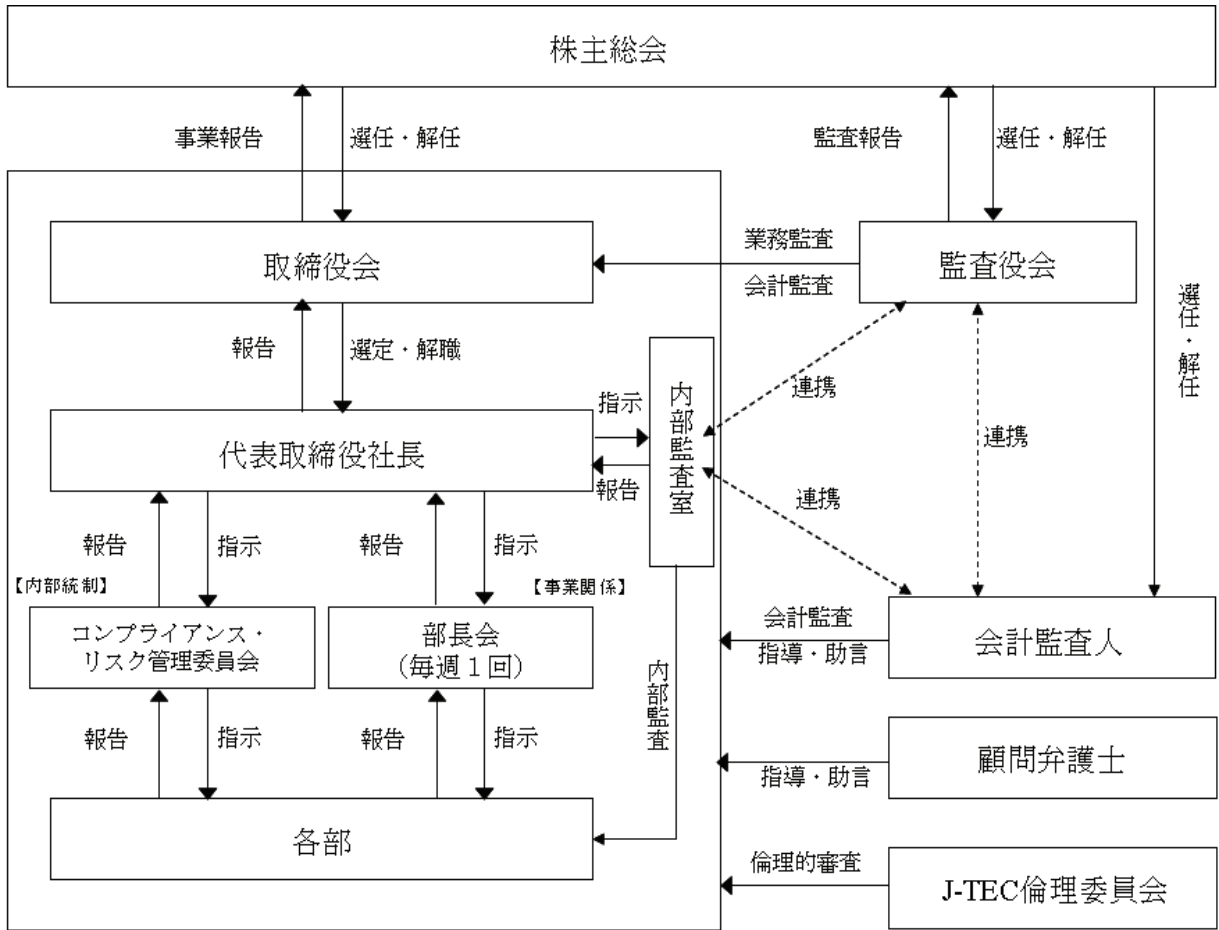 株主総会
事業報告
選任・解任
監査報告
選任・解任
取締役会
業務監査
会計監査
監査役会
選任・解任
報告
選定・解職
内部監査室
連携
指示
代表取締役社長
報告
連携
連携
報告
指示
報告
指示
【内部統制】
【事業関係】
コンプライアンス・
リスク管理委員会
部長会
(毎週1回)
会計監査
指導・助言
会計監査人
内部監査
報告
指示
報告
指示
指導・助言
顧問弁護士
各部
倫理的審査
J-TEC倫理委員会